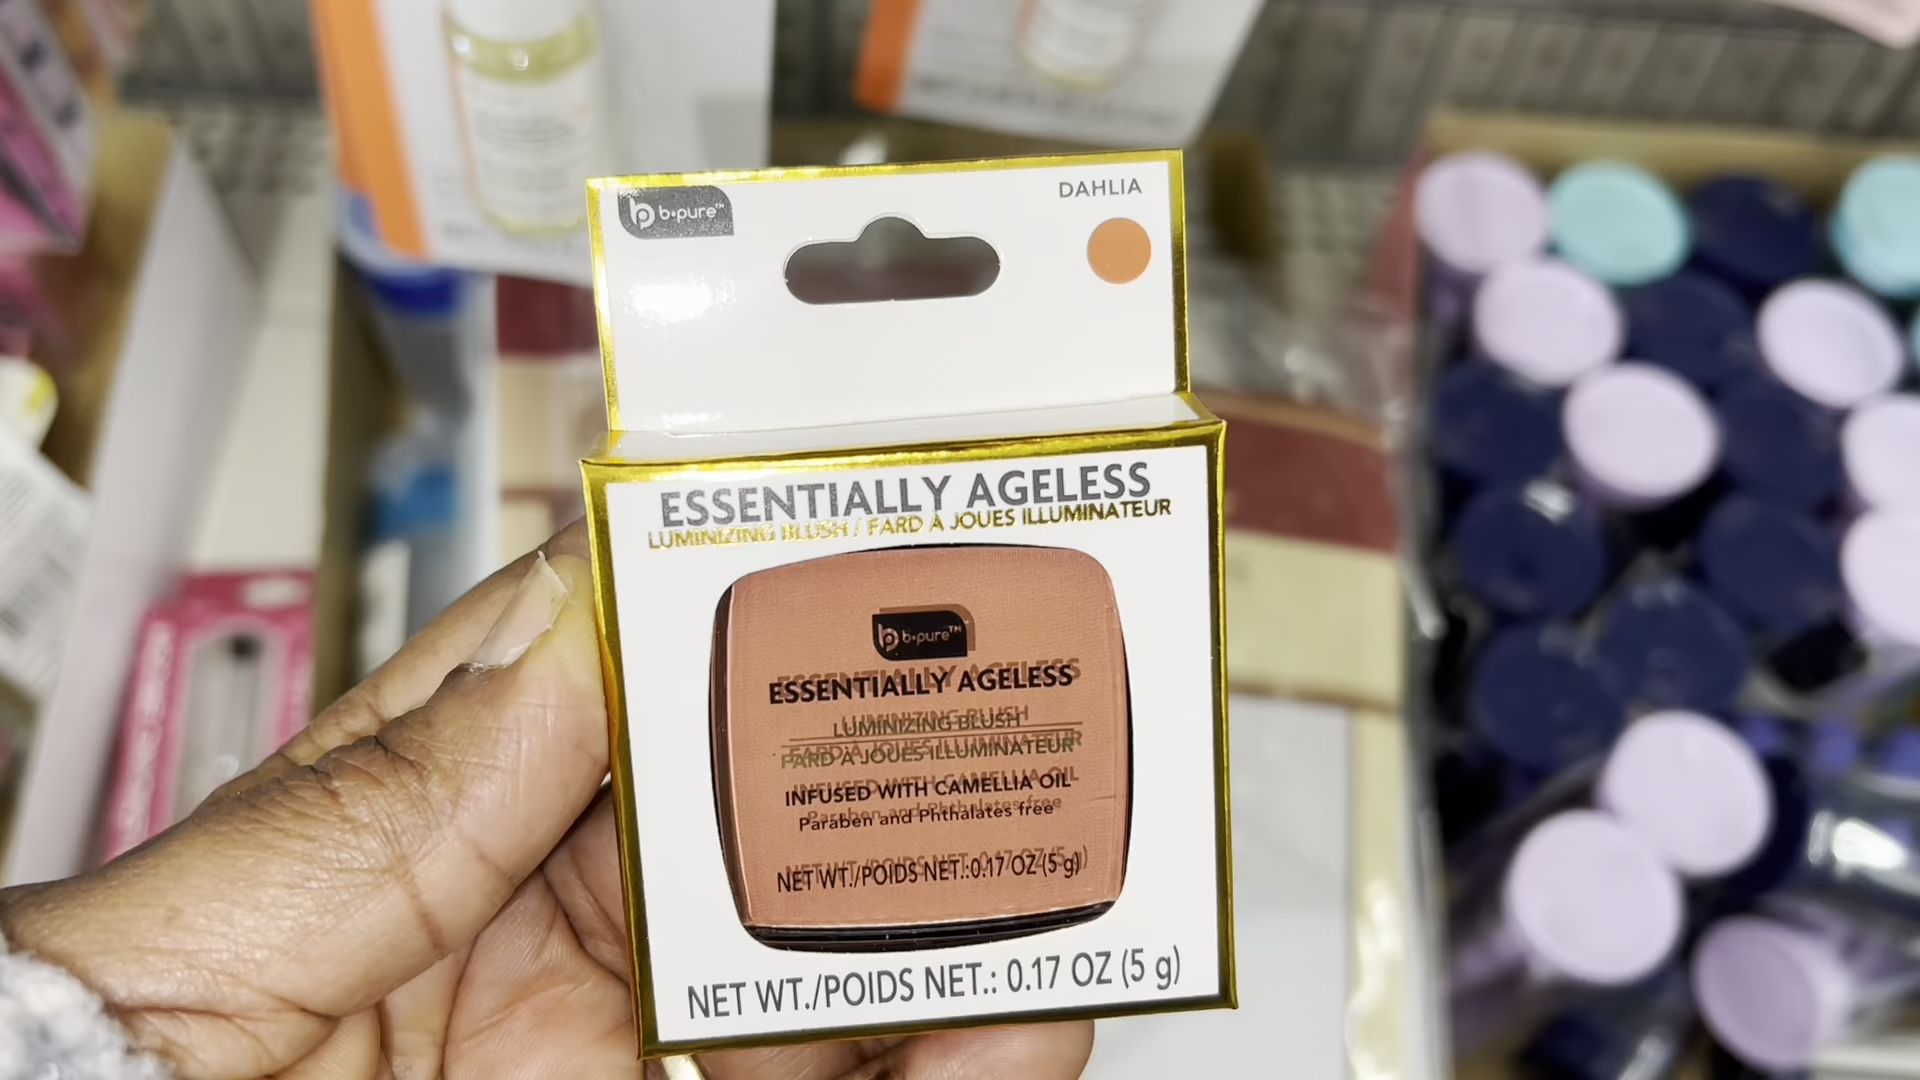 b•pure™
DAHLIA
ESSENTIALLY AGELESS
LUMINIZING BLUSH / FARD À JOUES ILLUMINATEUR
b•pure™
ESSENTIALLY AGELESS
LUMINIZING BLUSH
FARD À JOUES ILLUMINATEUR
INFUSED WITH CAMELLIA OIL
Paraben and Phthalates free
NET WT./POIDS NET.:0.17 OZ (5 g)
NET WT./POIDS NET.: 0.17 OZ (5 g)